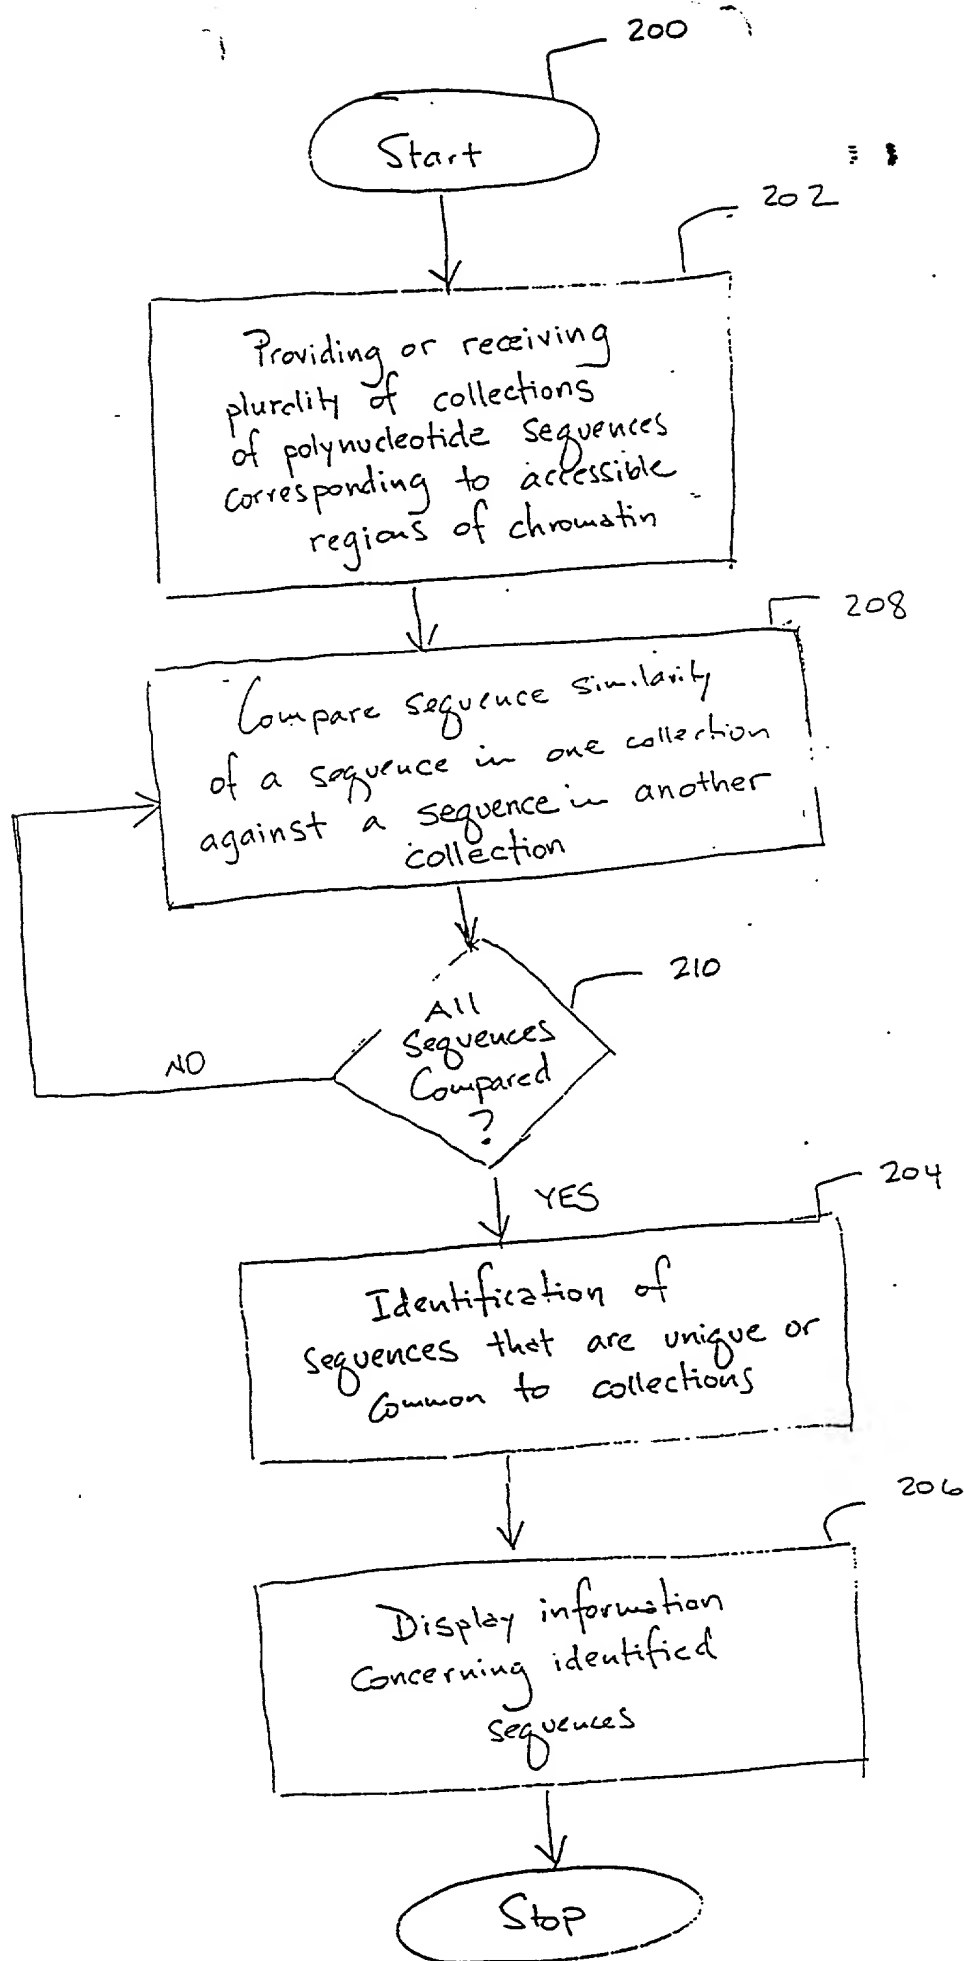 200
Start
202
Providing or receiving
plurality of collections
of polynucleotide sequences
corresponding to accessible
regions of chromatin
208
Compare sequence similarity
of a sequence in one collection
against a sequence in another
collection
210
All
Sequences
Compared
?
NO
YES
204
Identification of
sequences that are unique or
common to collections
206
Display information
concerning identified
sequences
Stop